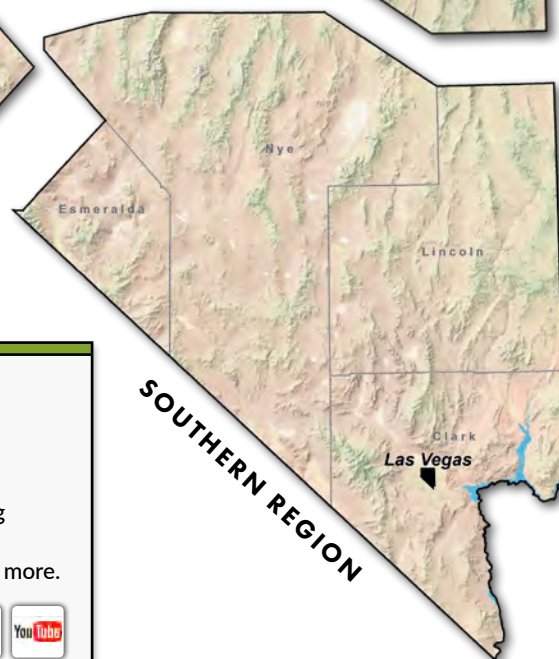 Nye
Esmeralda
Lincoln
Clark
Las Vegas
SOUTHERN REGION
more.
You Tube